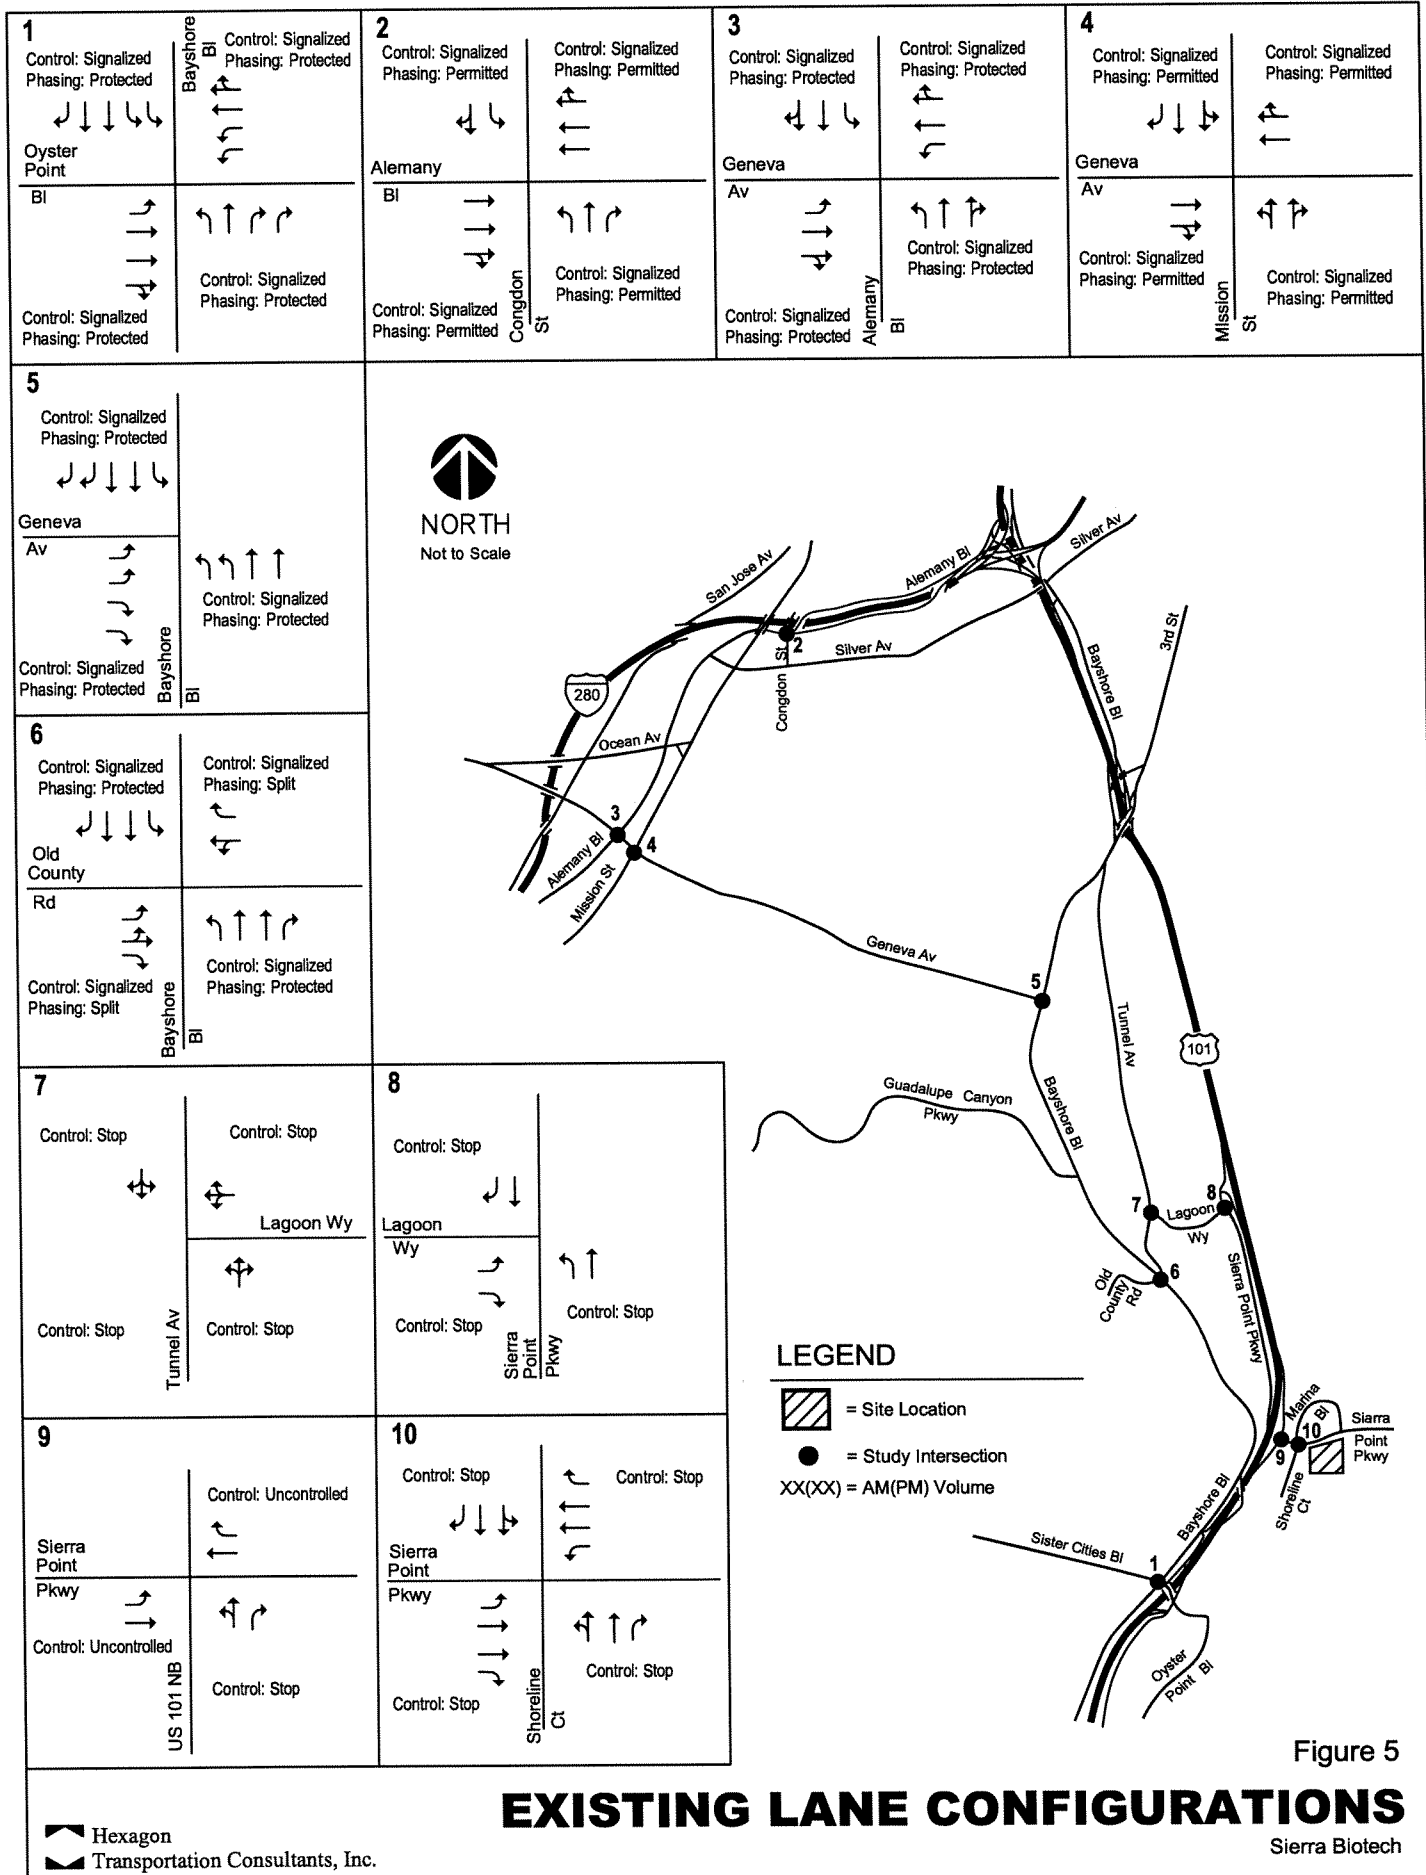 1
Bayshore
Bl
Control: Signalized
Phasing: Protected
Control: Signalized
Phasing: Protected
Oyster
Point
Bl
Control: Signalized
Phasing: Protected
Control: Signalized
Phasing: Protected
2
Control: Signalized
Phasing: Permitted
Control: Signalized
Phasing: Permitted
Alemany
Bl
Control: Signalized
Phasing: Permitted
Congdon
St
Control: Signalized
Phasing: Permitted
3
Control: Signalized
Phasing: Protected
Control: Signalized
Phasing: Protected
Geneva
Av
Control: Signalized
Phasing: Protected
Alemany
Bl
Control: Signalized
Phasing: Protected
4
Control: Signalized
Phasing: Permitted
Control: Signalized
Phasing: Permitted
Geneva
Av
Control: Signalized
Phasing: Permitted
Mission
St
Control: Signalized
Phasing: Permitted
5
Control: Signalized
Phasing: Protected
Geneva
Av
Control: Signalized
Phasing: Protected
Control: Signalized
Phasing: Protected
Bayshore
Bl
6
Control: Signalized
Phasing: Protected
Control: Signalized
Phasing: Split
Old
County
Rd
Control: Signalized
Phasing: Split
Control: Signalized
Phasing: Protected
Bayshore
Bl
7
Control: Stop
Control: Stop
Lagoon Wy
Control: Stop
Control: Stop
Tunnel Av
8
Control: Stop
Lagoon
Wy
Control: Stop
Control: Stop
Sierra
Point
Pkwy
9
Control: Uncontrolled
Sierra
Point
Pkwy
Control: Uncontrolled
Control: Stop
US 101 NB
10
Control: Stop
Control: Stop
Sierra
Point
Pkwy
Control: Stop
Control: Stop
Shoreline
Ct
NORTH
Not to Scale
San Jose Av
Alemany Bl
Silver Av
2
Silver Av
Congdon St
280
Bayshore Bl
3rd St
Ocean Av
3
4
Alemany Bl
Mission St
Geneva Av
5
Tunnel Av
101
Guadalupe Canyon
Pkwy
Bayshore Bl
7
8
Lagoon
Wy
6
Old
County
Rd
Sierra Point Pkwy
Marina
Bl
10
9
Siarra
Point
Pkwy
Shoreline
Ct
Bayshore Bl
Sister Cities Bl
1
Oyster
Point Bl
LEGEND
= Site Location
= Study Intersection
XX(XX) = AM(PM) Volume
Figure 5
EXISTING LANE CONFIGURATIONS
Sierra Biotech
Hexagon
Transportation Consultants, Inc.